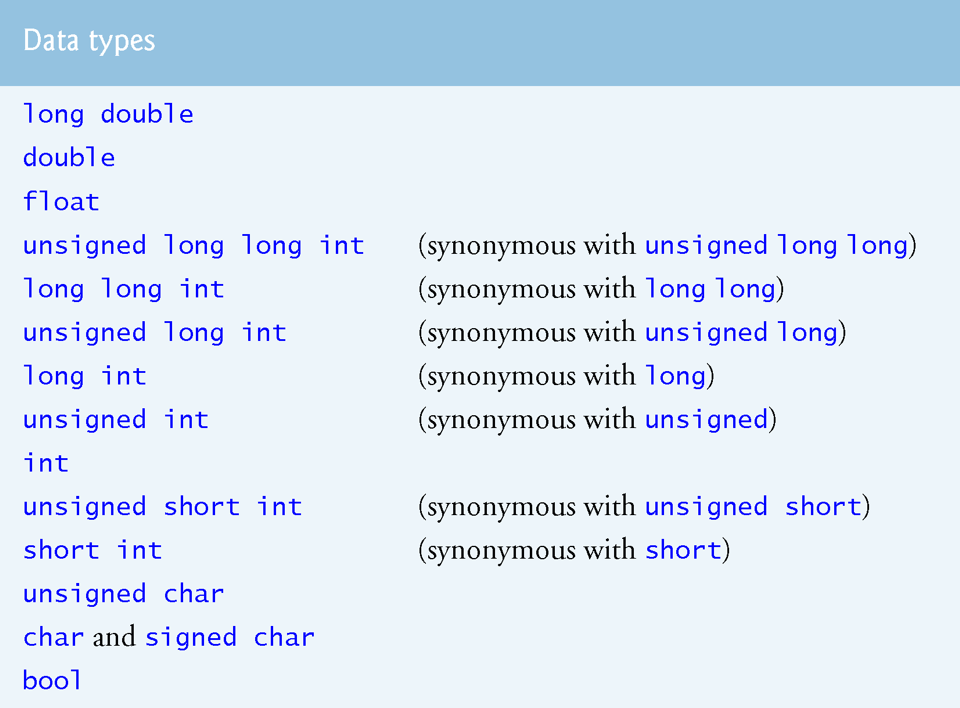 Data types
long double
double
float
unsigned long long int (synonymous with unsigned long long)
long long int (synonymous with long long)
unsigned long int (synonymous with unsigned long)
long int (synonymous with long)
unsigned int (synonymous with unsigned)
int
unsigned short int (synonymous with unsigned short)
short int (synonymous with short)
unsigned char
char and signed char
bool